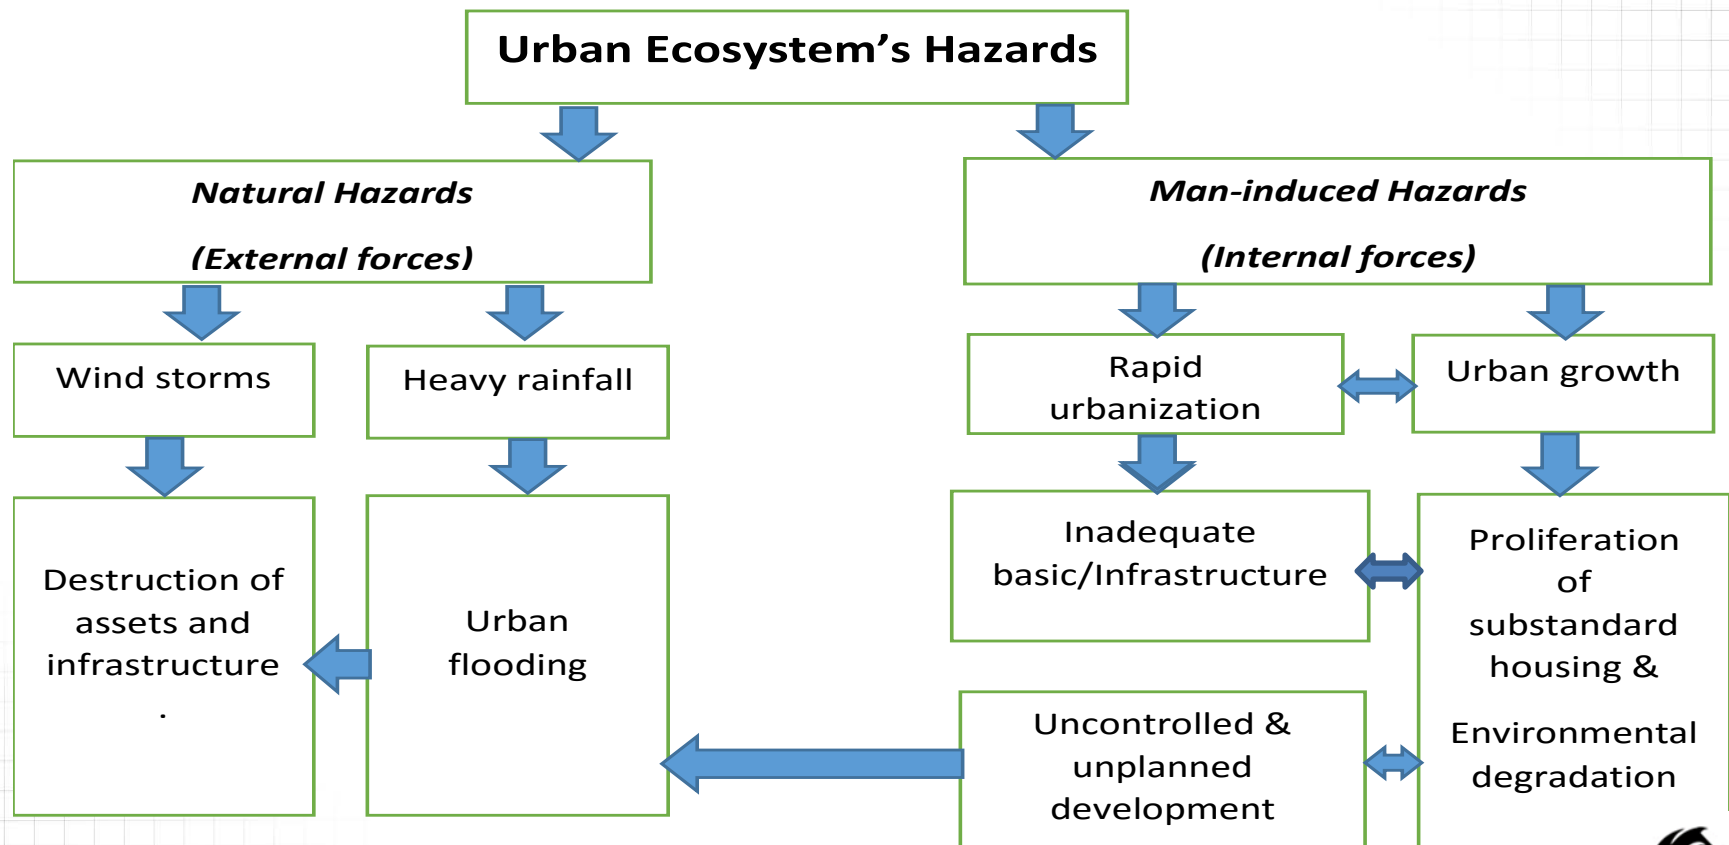 Urban Ecosystem’s Hazards
Natural Hazards
(External forces)
Man-induced Hazards
(Internal forces)
Wind storms
Heavy rainfall
Rapid
urbanization
Urban growth
Destruction of
assets and
infrastructure
.
Urban
flooding
Inadequate
basic/Infrastructure
Uncontrolled &
unplanned
development
Proliferation
of
substandard
housing &
Environmental
degradation